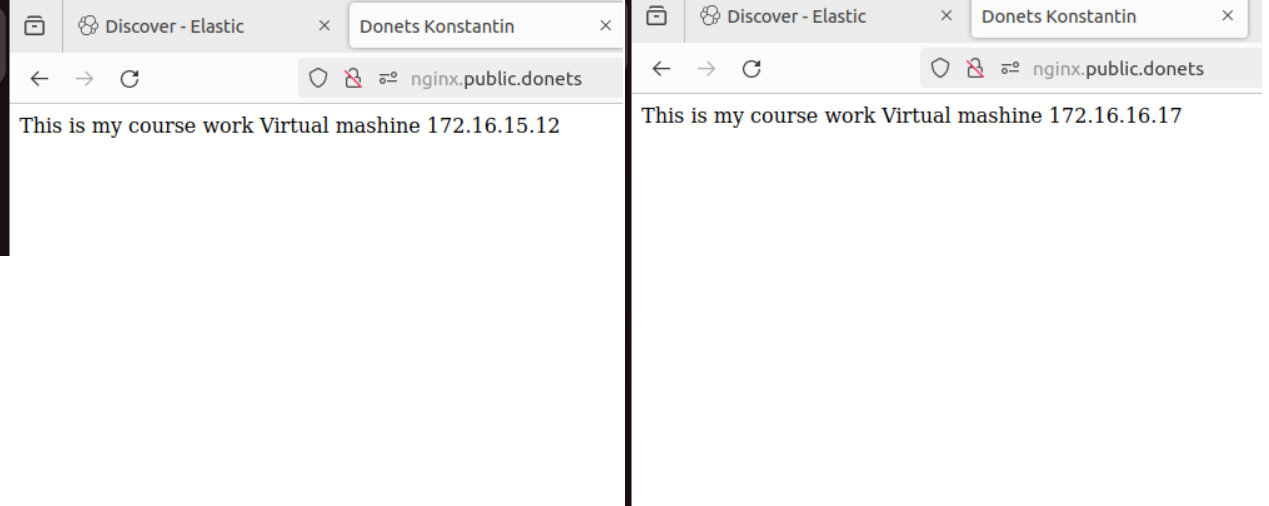 Discover - Elastic
Donets Konstantin
nginx.public.donets
This is my course work Virtual mashine 172.16.15.12
Discover - Elastic
Donets Konstantin
nginx.public.donets
This is my course work Virtual mashine 172.16.16.17